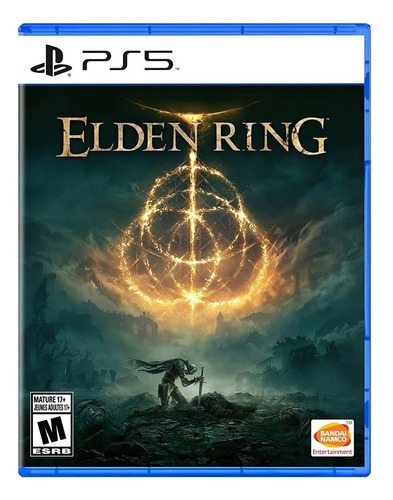 PS5
ELDEN RING
MATURE 17+
JEUNES ADULTES 17+
M
ESRB
BANDAI
NAMCO
Entertainment